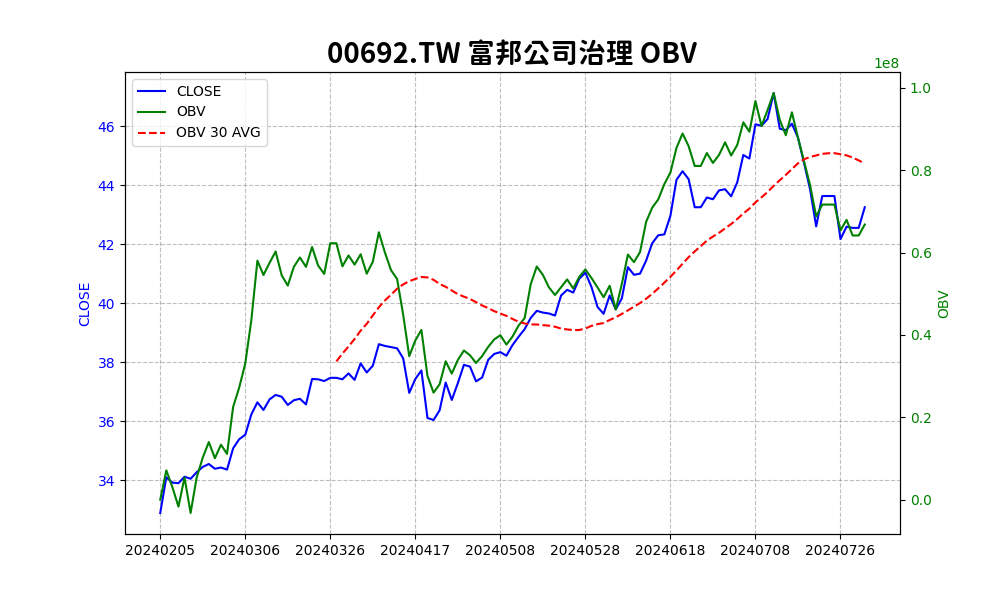 00692.TW 富邦公司治理 OBV
1e8
CLOSE
OBV
OBV 30 AVG
46
44
42
40
38
36
34
CLOSE
1.0
0.8
0.6
0.4
0.2
0.0
OBV
20240205 20240306 20240326 20240417 20240508 20240528 20240618 20240708 20240726